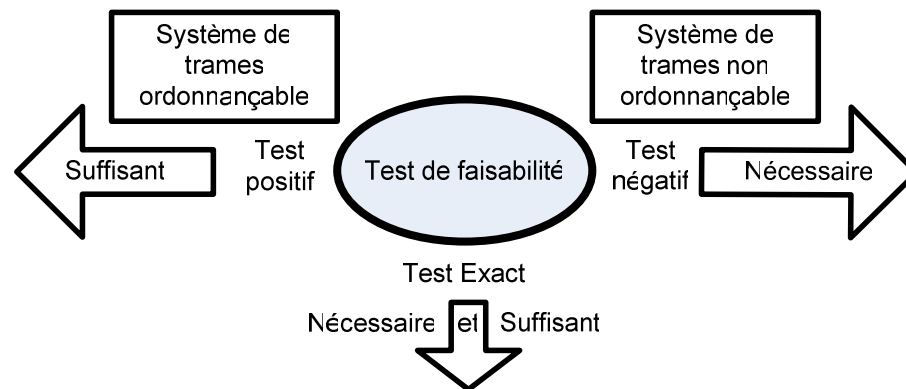 Système de
trames
ordonnançable
Système de
trames non
ordonnançable
Suffisant
Test
positif
Test de faisabilité
Test
négatif
Nécessaire
Test Exact
Nécessaire et Suffisant